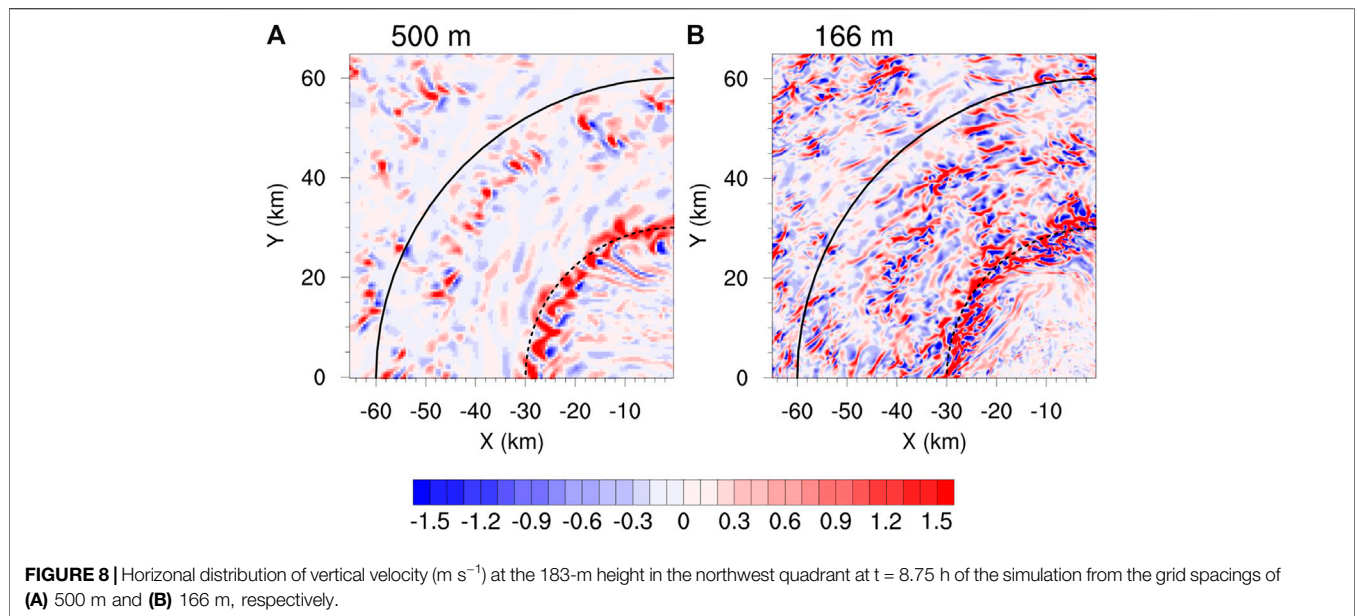 A 500 m B 166 m
60 60
Y (km) Y (km)
40 40
20 20
0 0
-60 -50 -40 -30 -20 -10 -60 -50 -40 -30 -20 -10
X (km) X (km)
-1.5 -1.2 -0.9 -0.6 -0.3 0 0.3 0.6 0.9 1.2 1.5
FIGURE 8 | Horizonal distribution of vertical velocity (m s−1) at the 183-m height in the northwest quadrant at t = 8.75 h of the simulation from the grid spacings of
(A) 500 m and (B) 166 m, respectively.